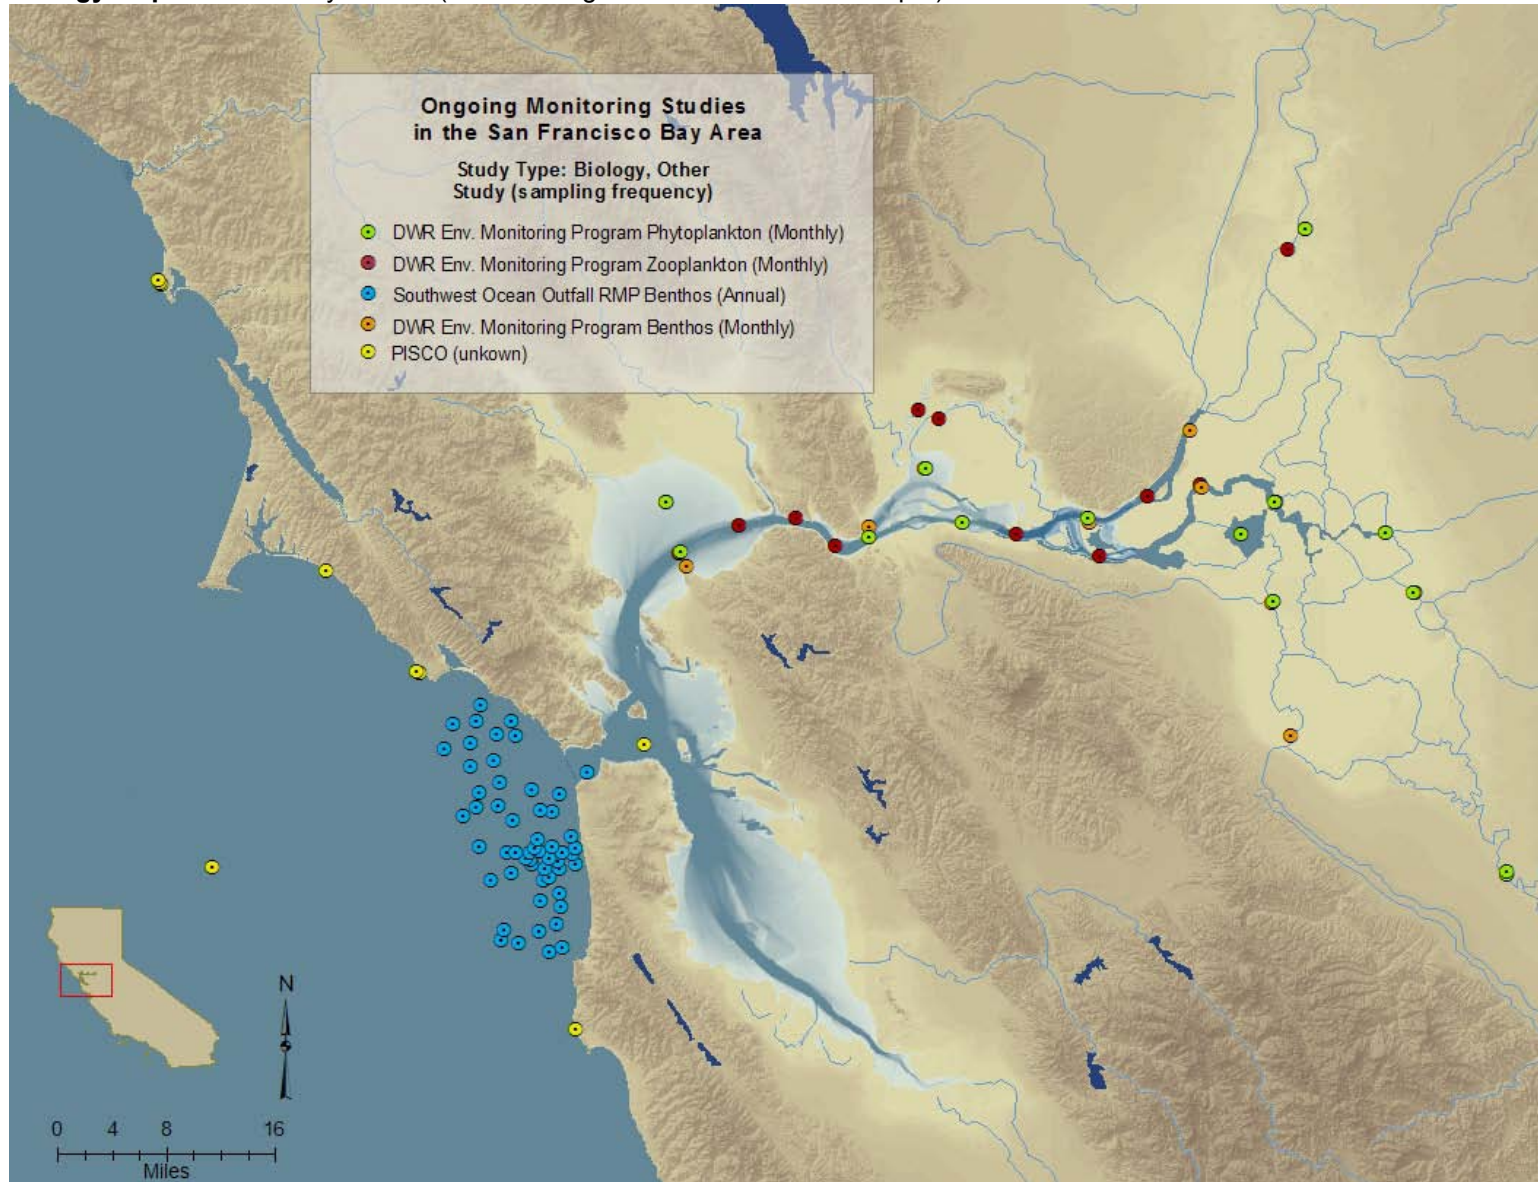 Ongoing Monitoring Studies
in the San Francisco Bay Area
Study Type: Biology, Other
Study (sampling frequency)
DWR Env. Monitoring Program Phytoplankton (Monthly)
DWR Env. Monitoring Program Zooplankton (Monthly)
Southwest Ocean Outfall RMP Benthos (Annual)
DWR Env. Monitoring Program Benthos (Monthly)
PISCO (unkown)
N
0 4 8 16
Miles